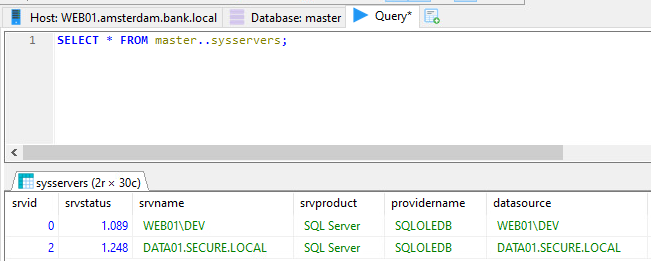 Host: WEB01.amsterdam.bank.local Database: master Query*
1 SELECT * FROM master..sysservers;
sysservers (2r × 30c)
srvid srvstatus srvname srvproduct providername datasource
0 1.089 WEB01\DEV SQL Server SQLOLEDB WEB01\DEV
2 1.248 DATA01.SECURE.LOCAL SQL Server SQLOLEDB DATA01.SECURE.LOCAL